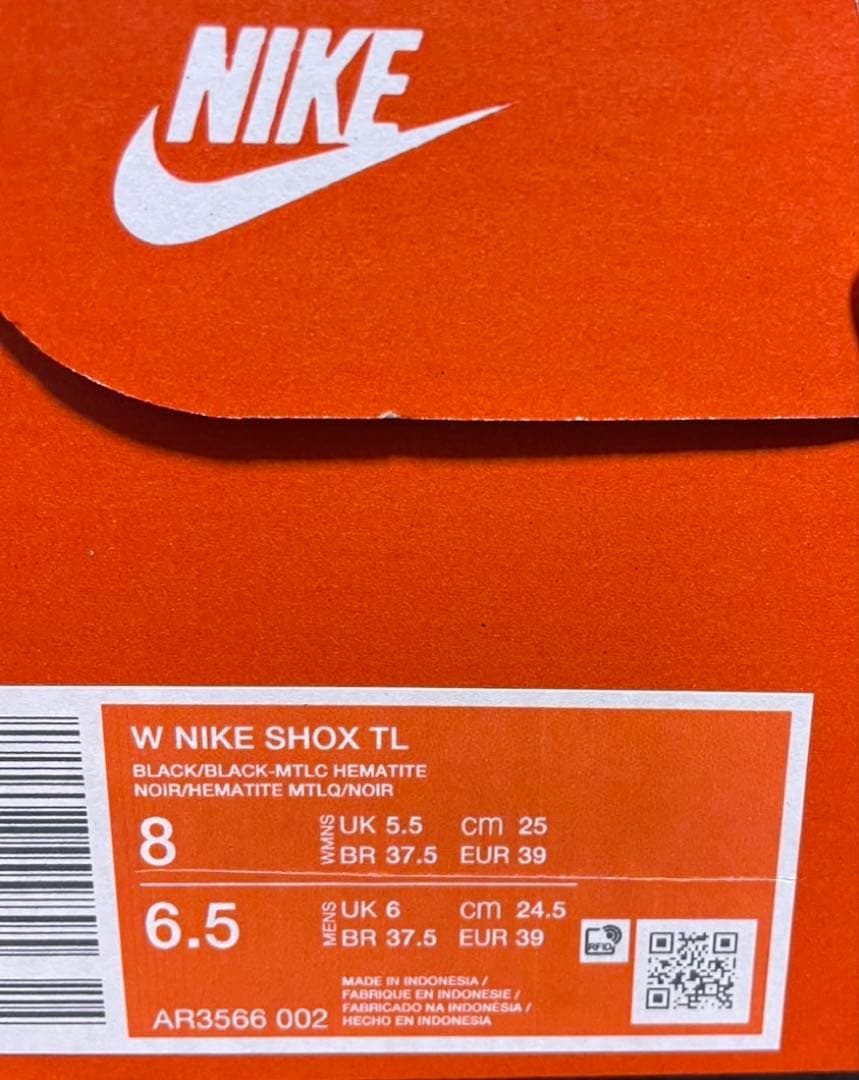 NIKE
W NIKE SHOX TL
BLACK/BLACK-MTLC HEMATITE
NOIR/HEMATITE MTLQ/NOIR
8 WMNS UK 5.5 cm 25
BR 37.5 EUR 39
6.5 MENS UK 6 cm 24.5
BR 37.5 EUR 39
RFID
MADE IN INDONESIA /
FABRIQUE EN INDONESIE /
FABRICADO NA INDONÉSIA /
AR3566 002 HECHO EN INDONESIA